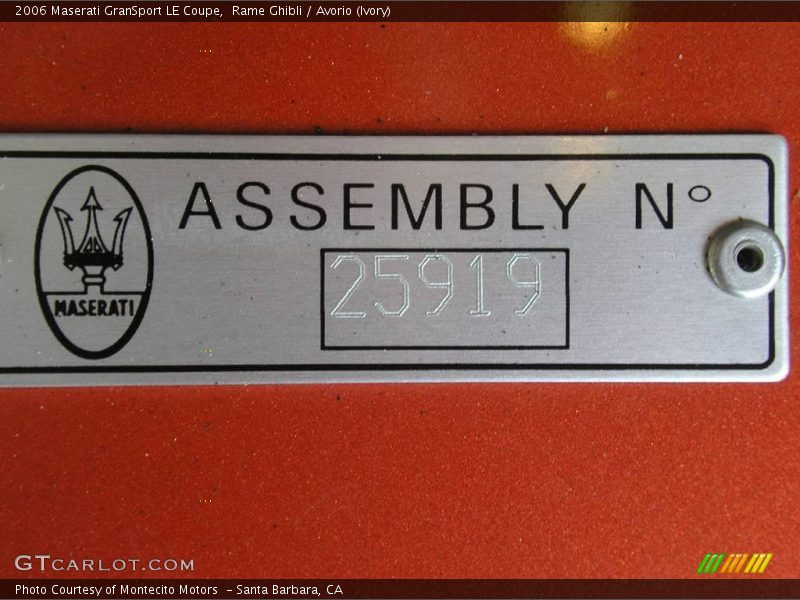 2006 Maserati GranSport LE Coupe,  Rame Ghibli / Avorio (Ivory)
ASSEMBLY Nº
MASERATI
25919
GTCARLOT.COM
Photo Courtesy of Montecito Motors  - Santa Barbara, CA